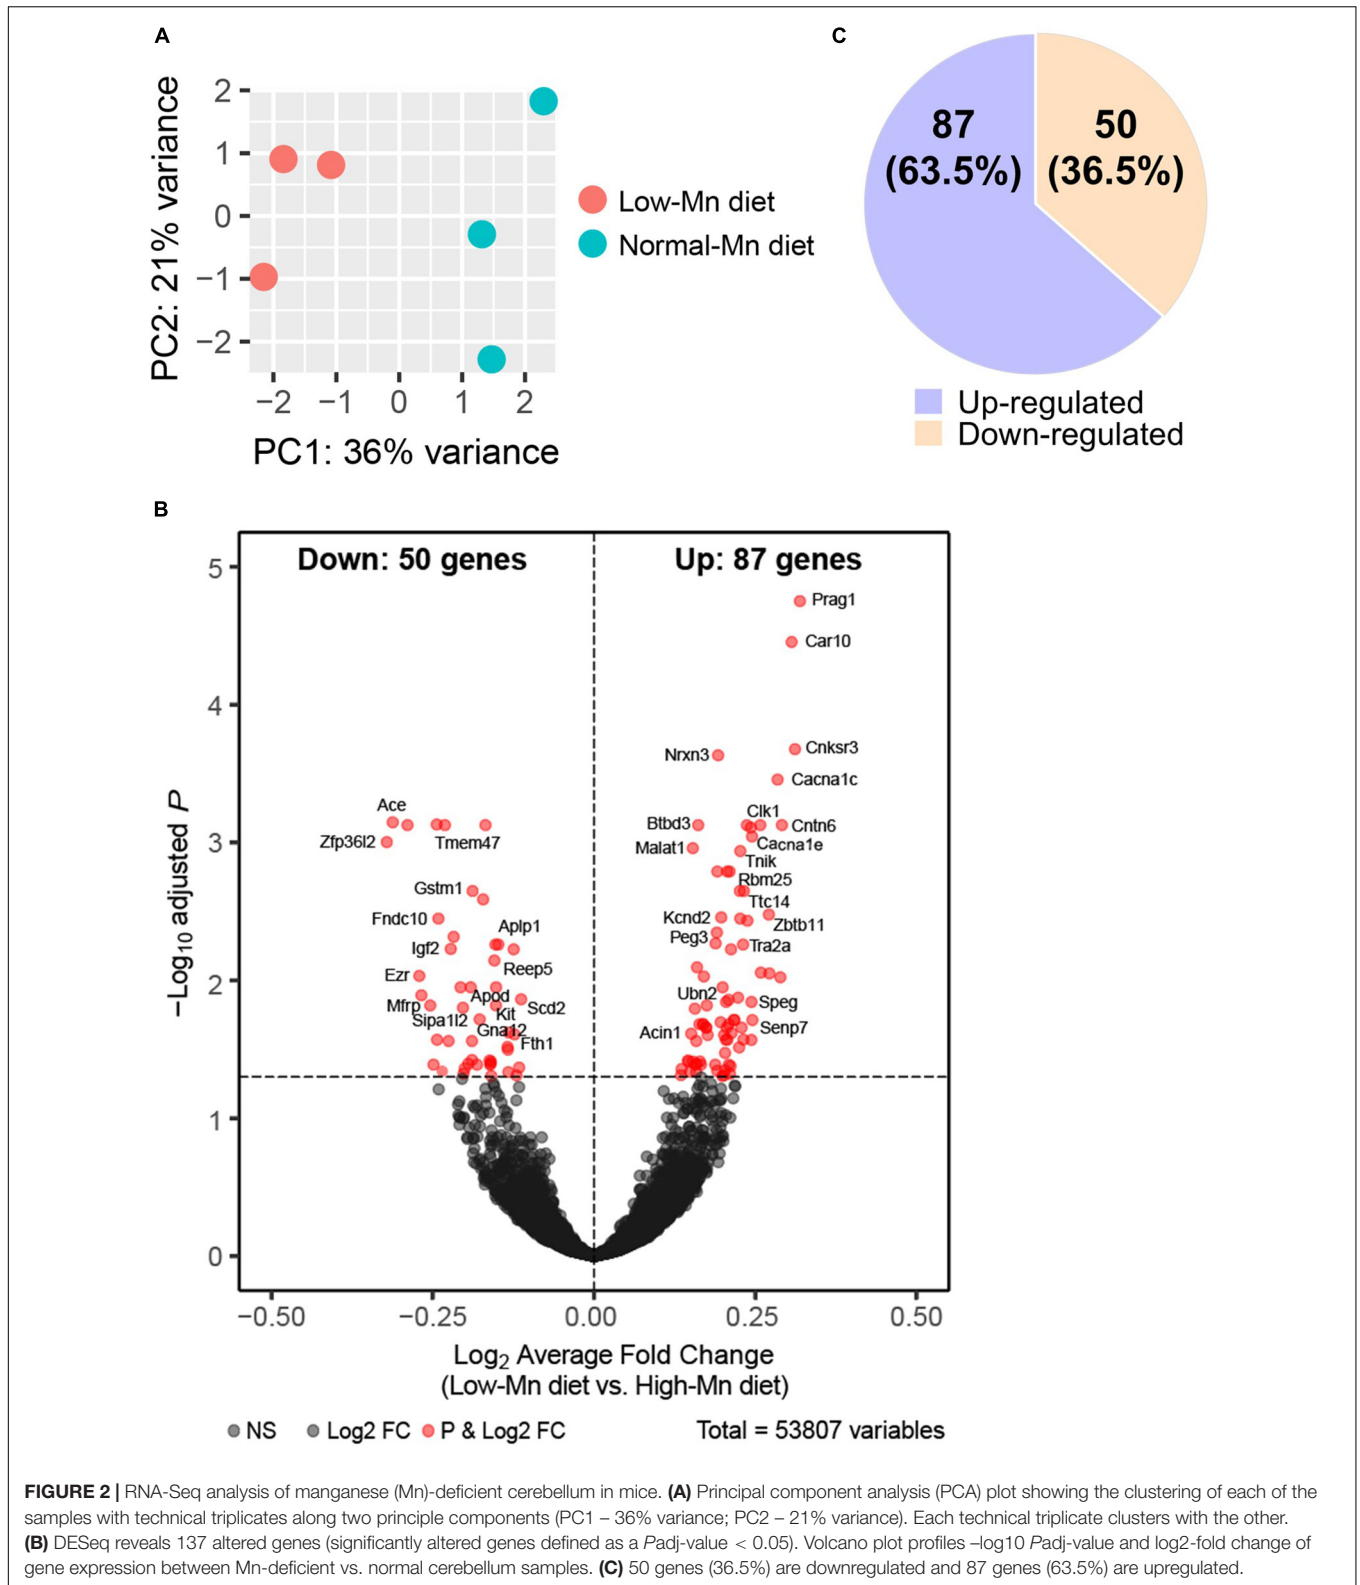 A
PC2: 21% variance
2
1
0
−1
−2
−2 −1 0 1 2
PC1: 36% variance
Low-Mn diet
Normal-Mn diet
C
87
(63.5%)
50
(36.5%)
Up-regulated
Down-regulated
B
Down: 50 genes
Up: 87 genes
−Log10 adjusted P
5
4
3
2
1
0
Prag1
Car10
Cnksr3
Nrxn3
Cacna1c
Ace
Clk1
Btbd3
Cntn6
Zfp36l2
Tmem47
Malat1
Cacna1e
Tnik
Gstm1
Rbm25
Ttc14
Fndc10
Aplp1
Kcnd2
Zbtb11
Igf2
Peg3
Tra2a
Ezr
Reep5
Mfrp
Apod
Scd2
Ubn2
Speg
Sipa1l2
Kit
Gna12
Fth1
Acin1
Senp7
−0.50 −0.25 0.00 0.25 0.50
Log2 Average Fold Change
(Low-Mn diet vs. High-Mn diet)
NS Log2 FC P & Log2 FC Total = 53807 variables
FIGURE 2 | RNA-Seq analysis of manganese (Mn)-deficient cerebellum in mice. (A) Principal component analysis (PCA) plot showing the clustering of each of the
samples with technical triplicates along two principle components (PC1 – 36% variance; PC2 – 21% variance). Each technical triplicate clusters with the other.
(B) DESeq reveals 137 altered genes (significantly altered genes defined as a Padj-value < 0.05). Volcano plot profiles –log10 Padj-value and log2-fold change of
gene expression between Mn-deficient vs. normal cerebellum samples. (C) 50 genes (36.5%) are downregulated and 87 genes (63.5%) are upregulated.